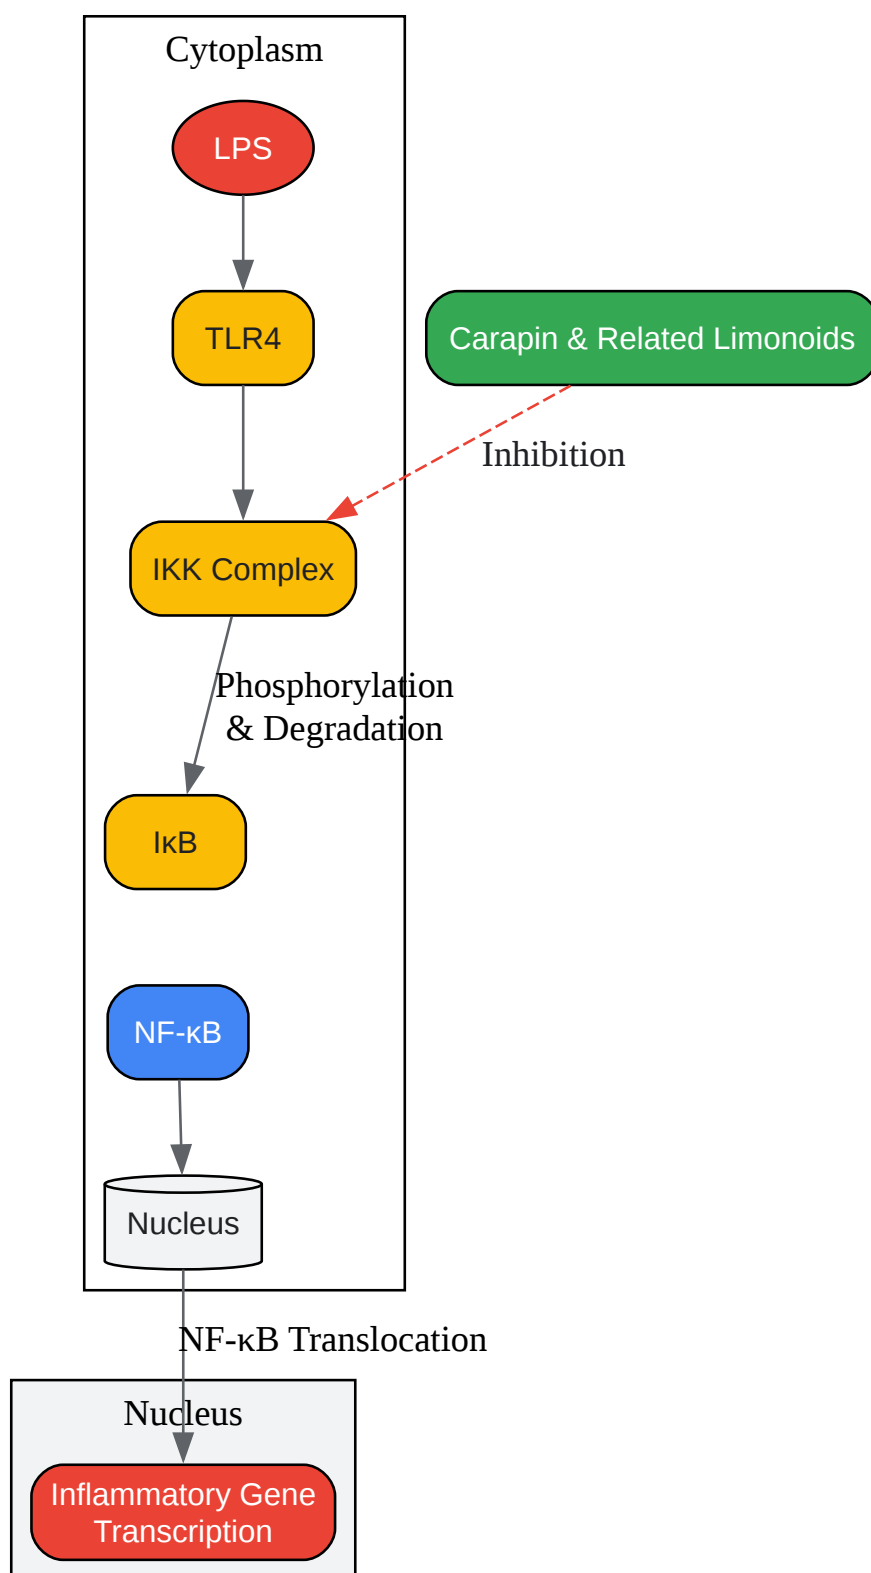 Cytoplasm
LPS
TLR4
Carapin & Related Limonoids
Inhibition
IKK Complex
Phosphorylation
& Degradation
IκB
NF-κB
Nucleus
NF-κB Translocation
Nucleus
Inflammatory Gene
Transcription